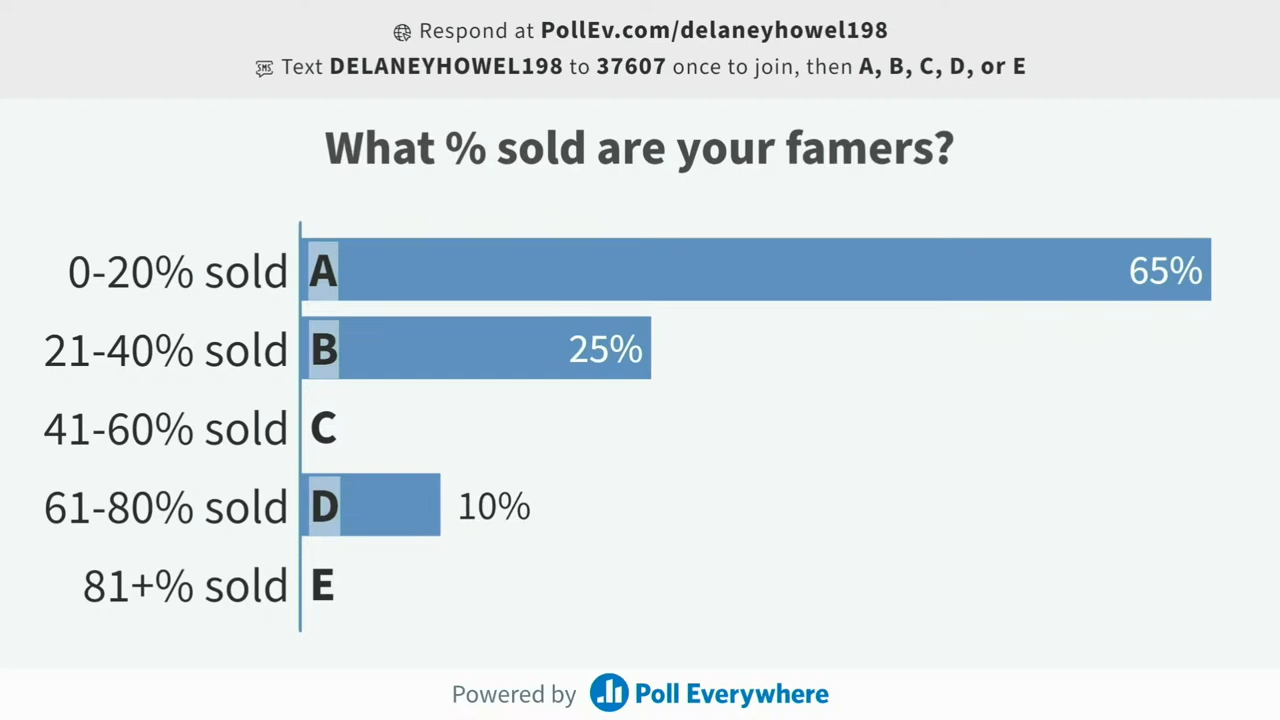 Respond at PollEv.com/delaneyhowel198
Text DELANEYHOWEL198 to 37607 once to join, then A, B, C, D, or E
What % sold are your famers?
0-20% sold A 65%
21-40% sold B 25%
41-60% sold C
61-80% sold D 10%
81+% sold E
Powered by Poll Everywhere